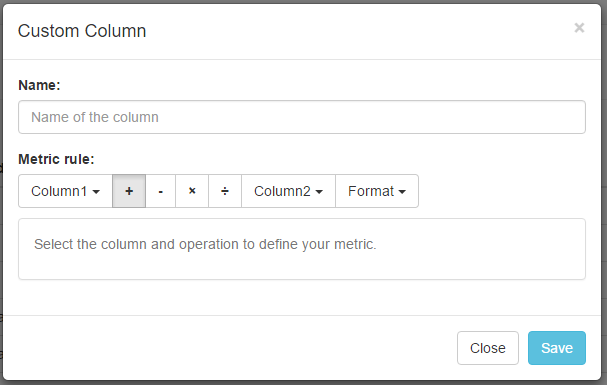 Custom Column ×
Name:
Name of the column
Metric rule:
Column1 + - × ÷ Column2 Format
Select the column and operation to define your metric.
Close Save